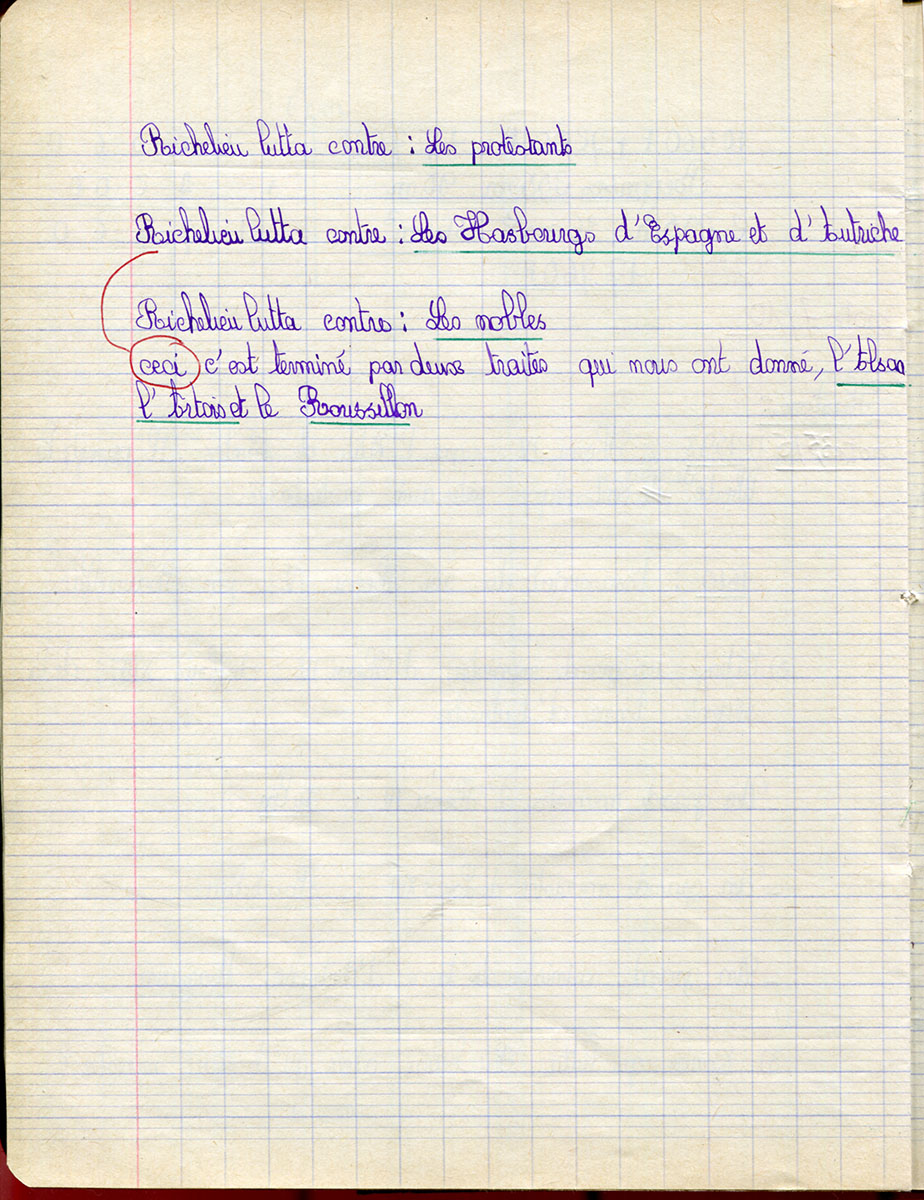 Richelieu lutta contre : Les protestants
Richelieu lutta contre : Les Hasbourgs d'Espagne et d'Autriche
Richelieu lutta contre : Les nobles
ceci c'est terminé par deux traités qui nous ont donné, l'Alsac
l'Artois et le Roussillon